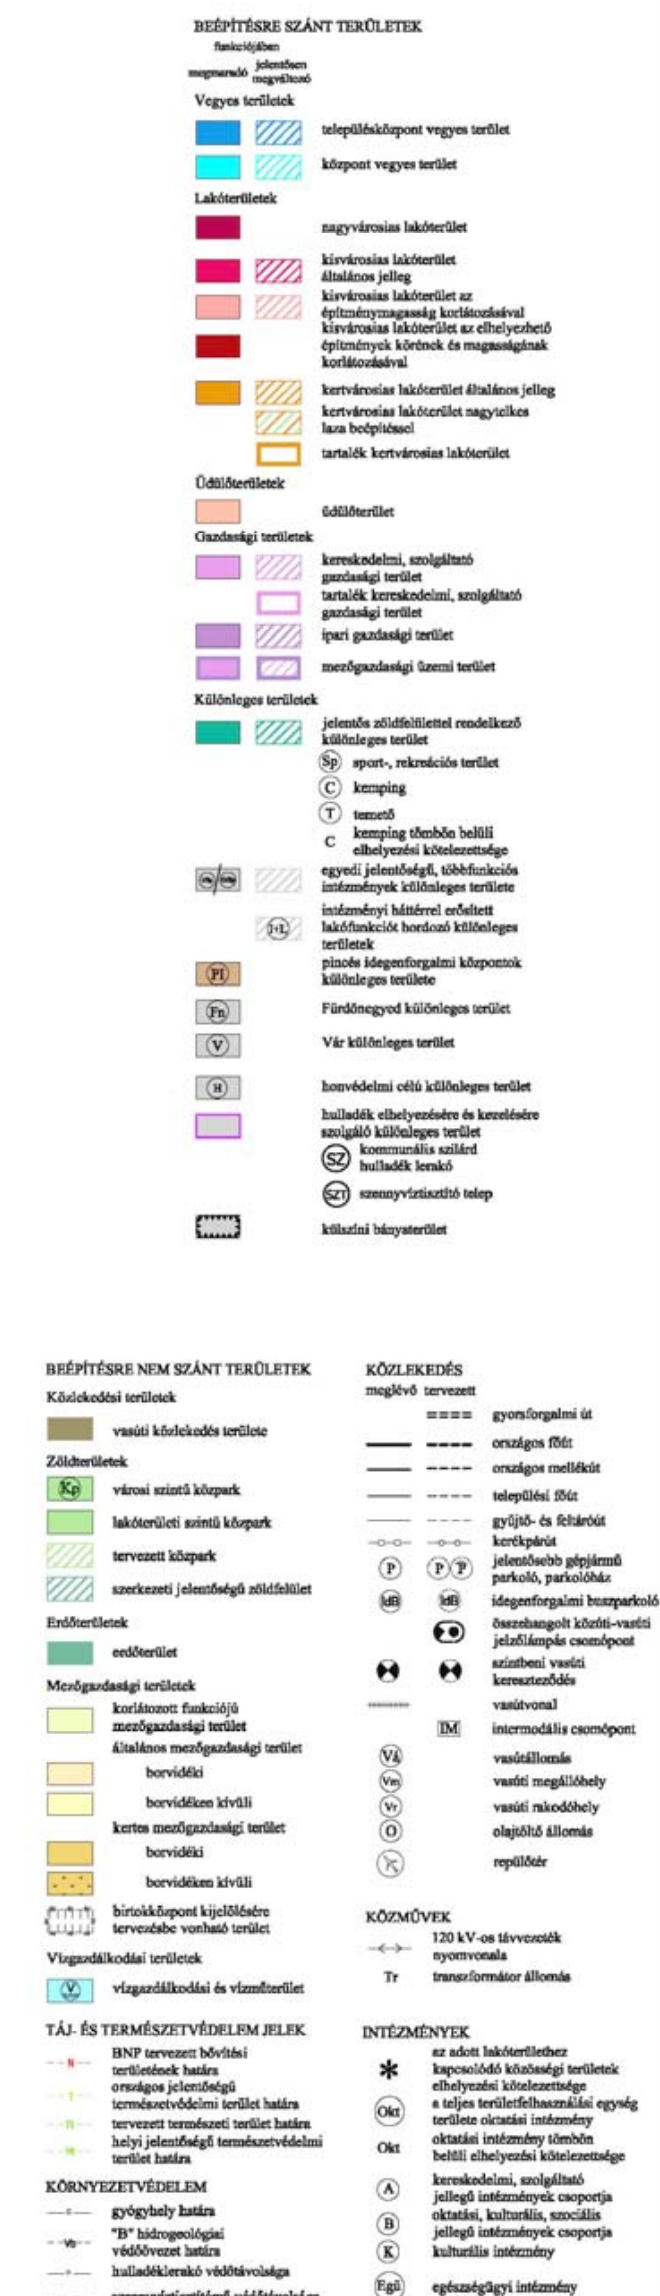 BEÉPÍTÉSRE SZÁNT TERÜLETEK
funkciójában
megmaradó
jelentősen
megváltozó
Vegyes területek
településközpont vegyes terület
központ vegyes terület
Lakóterületek
nagyvárosias lakóterület
kisvárosias lakóterület
általános jelleg
kisvárosias lakóterület az
építménymagasság korlátozásával
kisvárosias lakóterület az elhelyezhető
építmények körének és magasságának
korlátozásával
kertvárosias lakóterület általános jelleg
kertvárosias lakóterület nagytelkes
laza beépítéssel
tartalék kertvárosias lakóterület
Üdülőterületek
üdülőterület
Gazdasági területek
kereskedelmi, szolgáltató
gazdasági terület
tartalék kereskedelmi, szolgáltató
gazdasági terület
ipari gazdasági terület
mezőgazdasági üzemi terület
Különleges területek
jelentős zöldfelülettel rendelkező
különleges terület
Sp sport-, rekreációs terület
C kemping
T temető
C kemping tömbön belüli
elhelyezési kötelezettsége
egyedi jelentőségű, többfunkciós
intézmények különleges területe
I+L intézményi háttérrel erősített
lakófunkciót hordozó különleges
területek
PI pincés idegenforgalmi központok
különleges területe
Fn Fürdőnegyed különleges terület
V Vár különleges terület
H honvédelmi célú különleges terület
hulladék elhelyezésére és kezelésére
szolgáló különleges terület
SZ kommunális szilárd
hulladék lerakó
SZT szennyvíztisztító telep
külszíni bányaterület
BEÉPÍTÉSRE NEM SZÁNT TERÜLETEK
Közlekedési területek
vasúti közlekedés területe
Zöldterületek
Kp városi szintű közpark
lakóterületi szintű közpark
tervezett közpark
szerkezeti jelentőségű zöldfelület
Erdőterületek
erdőterület
Mezőgazdasági területek
korlátozott funkciójú
mezőgazdasági terület
általános mezőgazdasági terület
borvidéki
borvidéken kívüli
kertes mezőgazdasági terület
borvidéki
borvidéken kívüli
birtokközpont kijelölésére
tervezésbe vonható terület
Vízgazdálkodási területek
V vízgazdálkodási és vízműterület
TÁJ- ÉS TERMÉSZETVÉDELEM JELEK
N BNP tervezett bővítési
területének határa
T országos jelentőségű
természetvédelmi terület határa
tervezett természeti terület határa
helyi jelentőségű természetvédelmi
terület határa
KÖRNYEZETVÉDELEM
gyógyhely határa
"B" hidrogeológiai
védőövezet határa
hulladéklerakó védőtávolsága
KÖZLEKEDÉS
meglévő tervezett
gyorsforgalmi út
országos főút
országos mellékút
települési főút
gyűjtő- és feltáróút
kerékpárút
P P P jelentősebb gépjármű
parkoló, parkolóház
IdB IdB idegenforgalmi buszparkoló
összehangolt közúti-vasúti
jelzőlámpás csomópont
szintbeni vasúti
kereszteződés
vasútvonal
IM intermodális csomópont
Vá vasútállomás
Vm vasúti megállóhely
Vr vasúti rakodóhely
O olajtöltő állomás
repülőtér
KÖZMŰVEK
120 kV-os távvezeték
nyomvonala
Tr transzformátor állomás
INTÉZMÉNYEK
az adott lakóterülethez
kapcsolódó közösségi területek
elhelyezési kötelezettsége
Okt a teljes területfelhasználási egység
területe oktatási intézmény
Okt oktatási intézmény tömbön
belüli elhelyezési kötelezettsége
A kereskedelmi, szolgáltató
jellegű intézmények csoportja
B oktatási, kulturális, szociális
jellegű intézmények csoportja
K kulturális intézmény
Egü egészségügyi intézmény